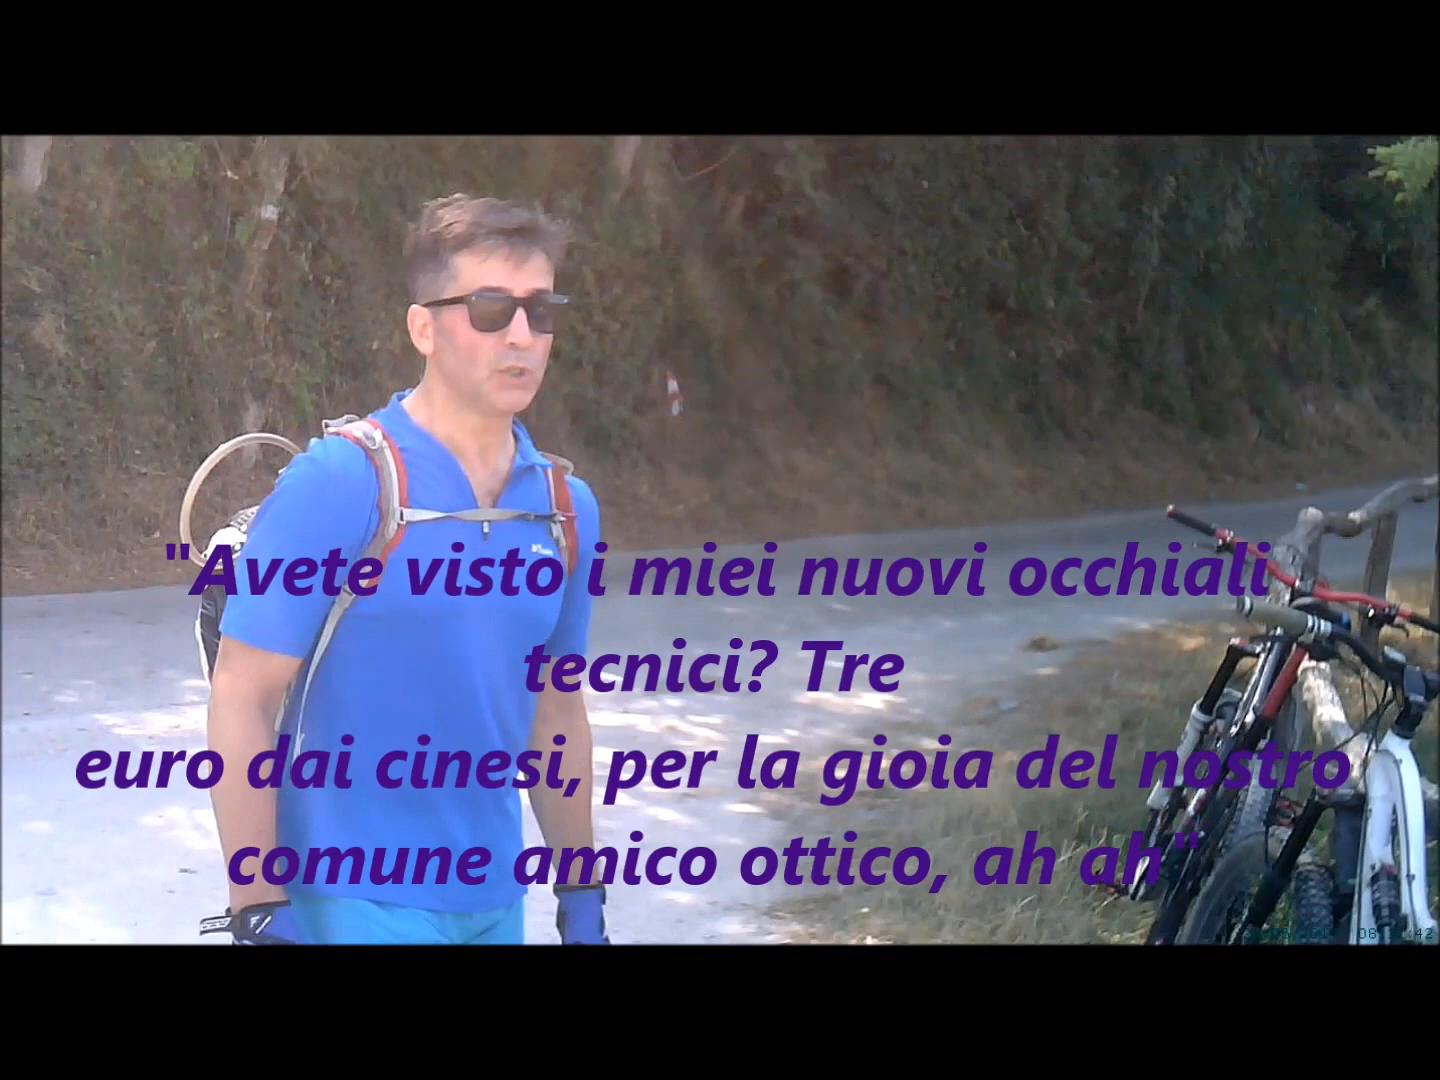 "Avete visto i miei nuovi occhiali
tecnici? Tre
euro dai cinesi, per la gioia del nostro
comune amico ottico, ah ah"